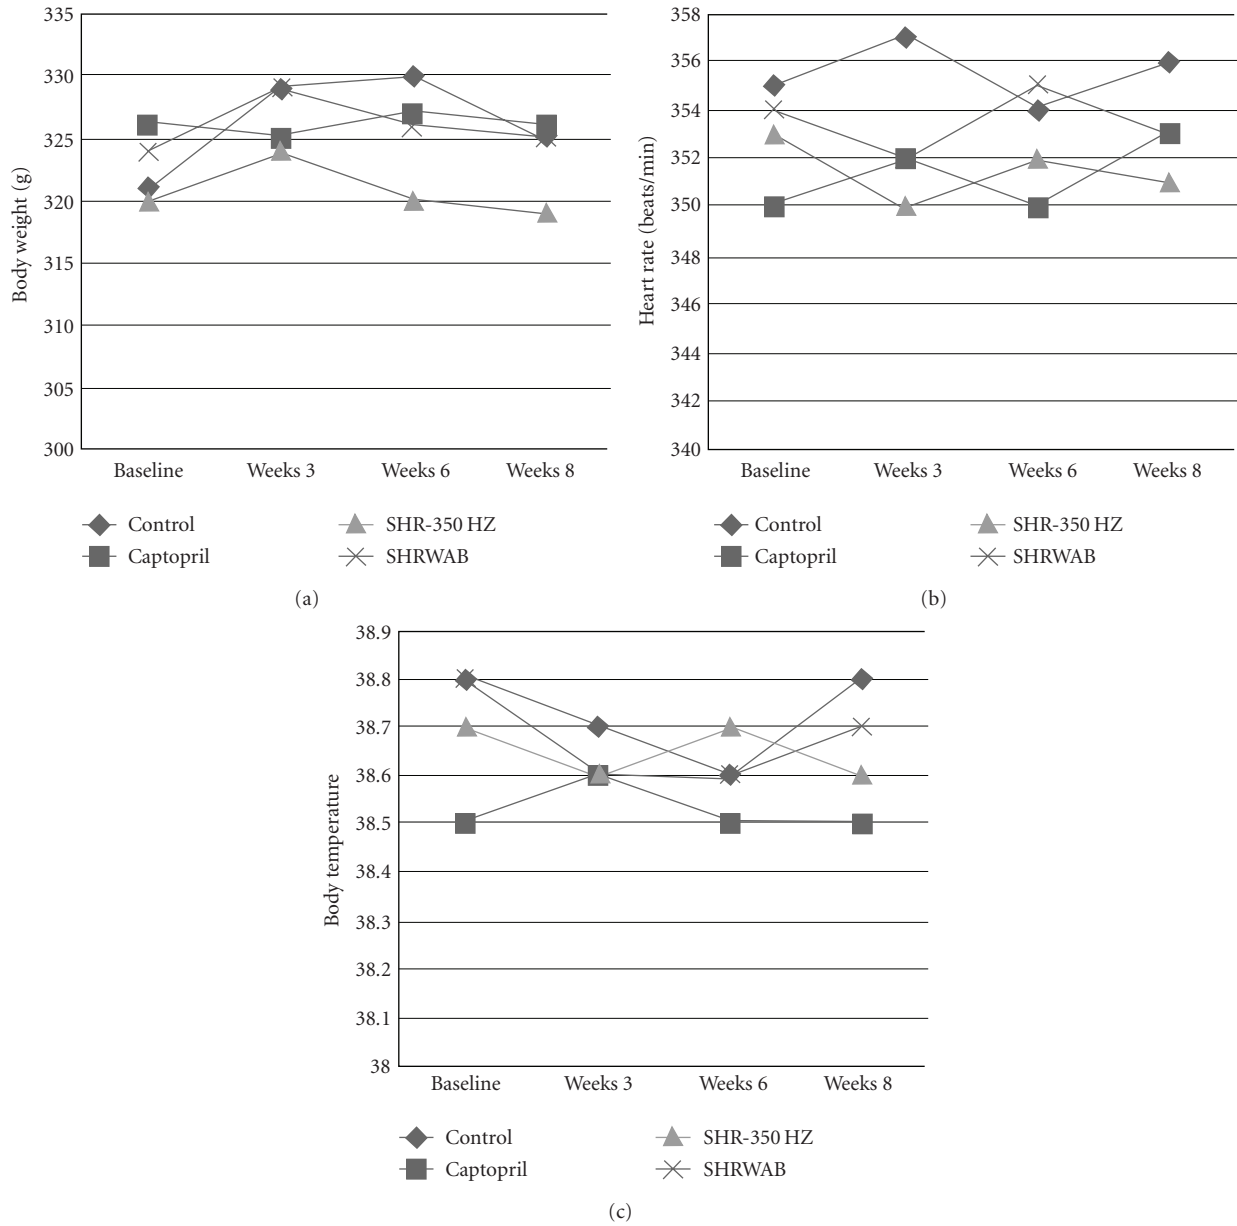 335
330
325
320
315
310
305
300
Body weight (g)
Baseline Weeks 3 Weeks 6 Weeks 8
Control SHR-350 HZ
Captopril SHRWAB
(a)
358
356
354
352
350
348
346
344
342
340
Heart rate (beats/min)
Baseline Weeks 3 Weeks 6 Weeks 8
Control SHR-350 HZ
Captopril SHRWAB
(b)
38.9
38.8
38.7
38.6
38.5
38.4
38.3
38.2
38.1
38
Body temperature
Baseline Weeks 3 Weeks 6 Weeks 8
Control SHR-350 HZ
Captopril SHRWAB
(c)